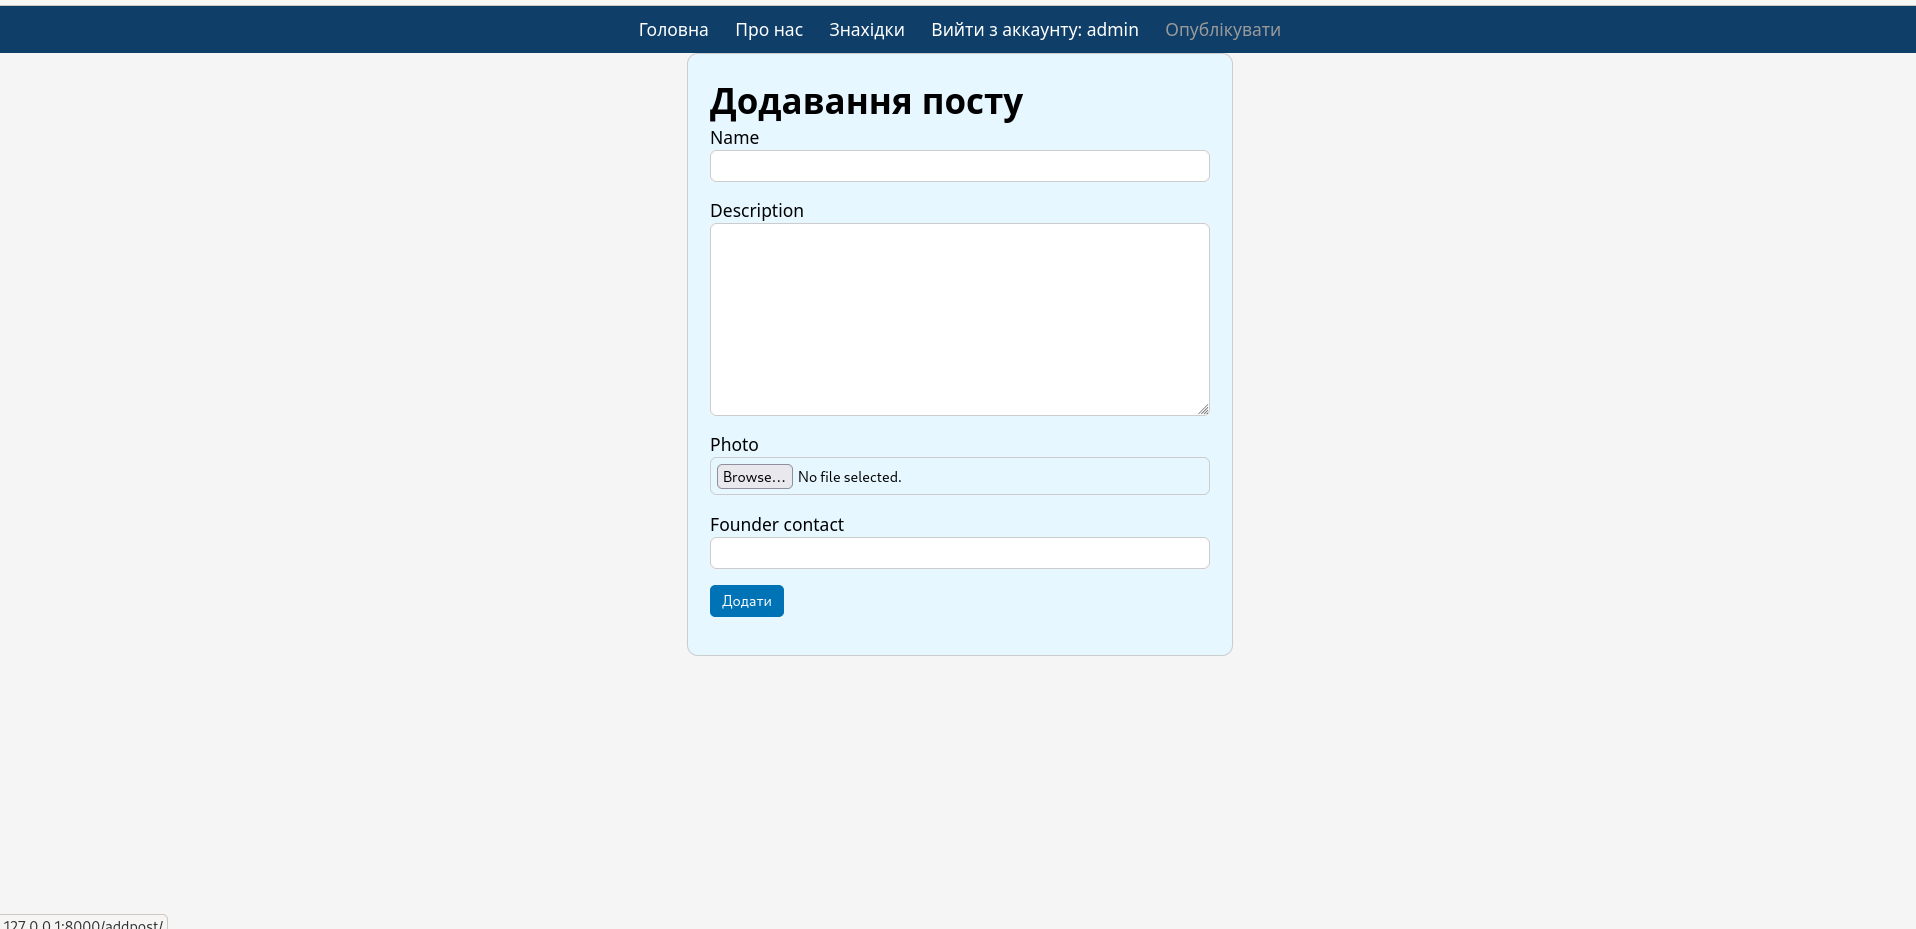 Головна Про нас Знахідки Вийти з аккаунту: admin Опублікувати
Додавання посту
Name
Description
Photo
Browse... No file selected.
Founder contact
Додати
127.0.0.1:8000/addpost/